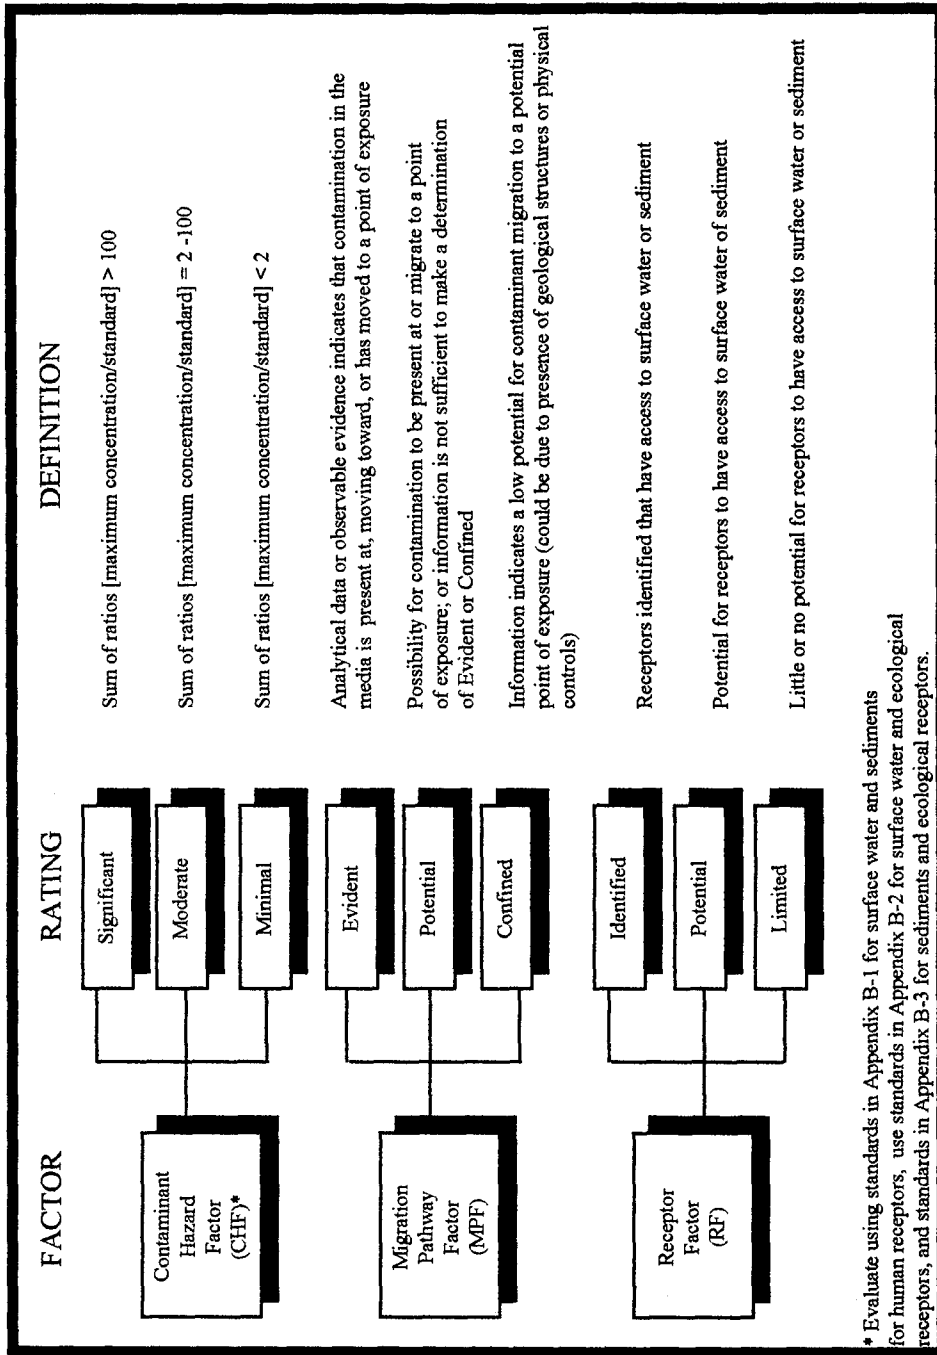 FACTOR
RATING
DEFINITION
Contaminant
Hazard
Factor
(CHF)*
Significant
Sum of ratios [maximum concentration/standard] > 100
Moderate
Sum of ratios [maximum concentration/standard] = 2 -100
Minimal
Sum of ratios [maximum concentration/standard] < 2
Migration
Pathway
Factor
(MPF)
Evident
Analytical data or observable evidence indicates that contamination in the
media is present at, moving toward, or has moved to a point of exposure
Potential
Possibility for contamination to be present at or migrate to a point
of exposure; or information is not sufficient to make a determination
of Evident or Confined
Confined
Information indicates a low potential for contaminant migration to a potential
point of exposure (could be due to presence of geological structures or physical
controls)
Receptor
Factor
(RF)
Identified
Receptors identified that have access to surface water or sediment
Potential
Potential for receptors to have access to surface water of sediment
Limited
Little or no potential for receptors to have access to surface water or sediment
* Evaluate using standards in Appendix B-1 for surface water and sediments
for human receptors, use standards in Appendix B-2 for surface water and ecological
receptors, and standards in Appendix B-3 for sediments and ecological receptors.